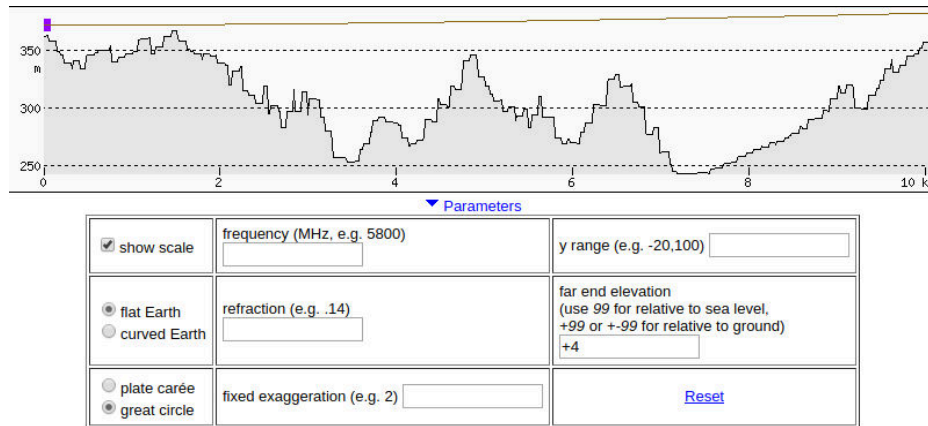 350
m
300
250
0 2 4 6 8 10 k
Parameters
show scale
frequency (MHz, e.g. 5800)
y range (e.g. -20,100)
flat Earth
curved Earth
refraction (e.g. .14)
far end elevation
(use 99 for relative to sea level,
+99 or +-99 for relative to ground)
+4
plate carée
great circle
fixed exaggeration (e.g. 2)
Reset